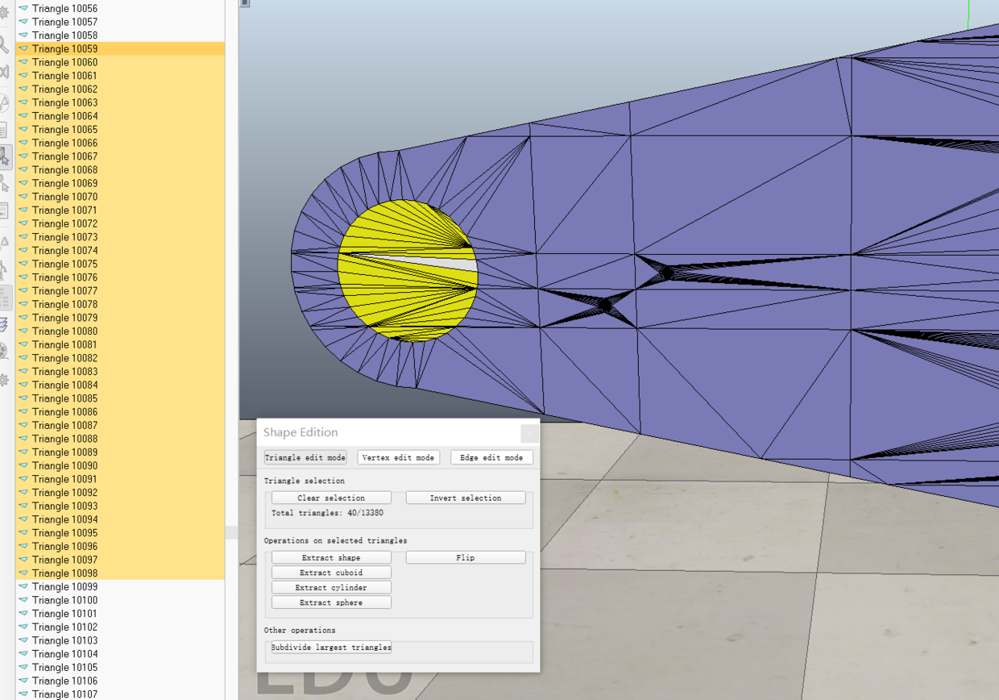 Triangle 10056
Triangle 10057
Triangle 10058
Triangle 10059
Triangle 10060
Triangle 10061
Triangle 10062
Triangle 10063
Triangle 10064
Triangle 10065
Triangle 10066
Triangle 10067
Triangle 10068
Triangle 10069
Triangle 10070
Triangle 10071
Triangle 10072
Triangle 10073
Triangle 10074
Triangle 10075
Triangle 10076
Triangle 10077
Triangle 10078
Triangle 10079
Triangle 10080
Triangle 10081
Triangle 10082
Triangle 10083
Triangle 10084
Triangle 10085
Triangle 10086
Triangle 10087
Triangle 10088
Triangle 10089
Triangle 10090
Triangle 10091
Triangle 10092
Triangle 10093
Triangle 10094
Triangle 10095
Triangle 10096
Triangle 10097
Triangle 10098
Triangle 10099
Triangle 10100
Triangle 10101
Triangle 10102
Triangle 10103
Triangle 10104
Triangle 10105
Triangle 10106
Triangle 10107
Shape Edition
Triangle edit mode Vertex edit mode Edge edit mode
Triangle selection
Clear selection Invert selection
Total triangles: 40/13380
Operations on selected triangles
Extract shape Flip
Extract cuboid
Extract cylinder
Extract sphere
Other operations
Subdivide largest triangles
EDU